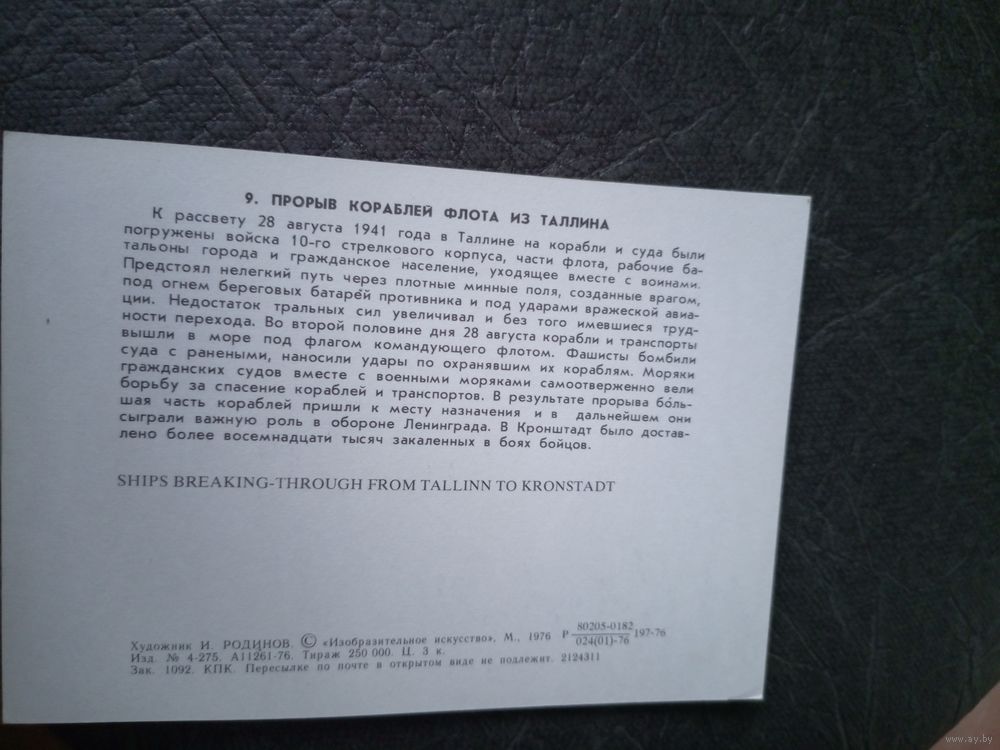 9. ПРОРЫВ КОРАБЛЕЙ ФЛОТА ИЗ ТАЛЛИНА
К рассвету 28 августа 1941 года в Таллине на корабли и суда были
погружены войска 10-го стрелкового корпуса, части флота, рабочие ба-
тальоны города и гражданское население, уходящее вместе с воинами.
Предстоял нелегкий путь через плотные минные поля, созданные врагом,
под огнем береговых батарей противника и под ударами вражеской авиа-
ции. Недостаток тральных сил увеличивал и без того имевшиеся труд-
ности перехода. Во второй половине дня 28 августа корабли и транспорты
вышли в море под флагом командующего флотом. Фашисты бомбили
суда с ранеными, наносили удары по охранявшим их кораблям. Моряки
гражданских судов вместе с военными моряками самоотверженно вели
борьбу за спасение кораблей и транспортов. В результате прорыва бо́ль-
шая часть кораблей пришли к месту назначения и в дальнейшем они
сыграли важную роль в обороне Ленинграда. В Кронштадт было достав-
лено более восемнадцати тысяч закаленных в боях бойцов.
SHIPS BREAKING-THROUGH FROM TALLINN TO KRONSTADT
Художник И. РОДИНОВ. © «Изобразительное искусство», М., 1976 Р 80205-0182/024(01)-76 197-76
Изд. № 4-275. А11261-76. Тираж 250 000. Ц. 3 к.
Зак. 1092. КПК. Пересылке по почте в открытом виде не подлежит. 2124311
www.ay.by